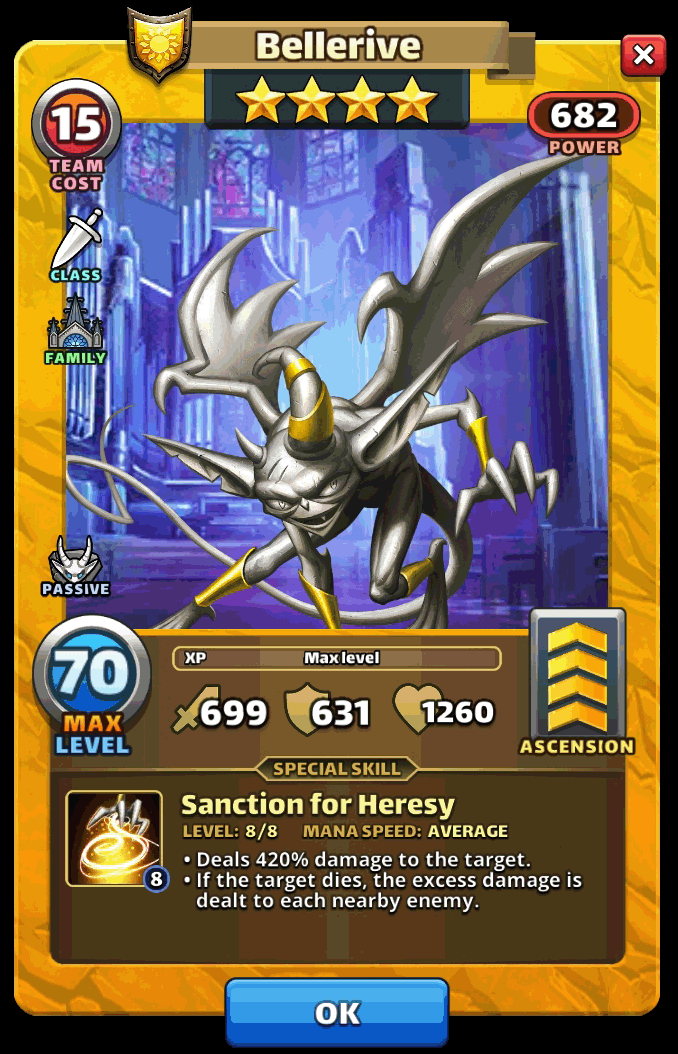 Bellerive
15
TEAM
COST
682
POWER
CLASS
FAMILY
PASSIVE
70
MAX
LEVEL
XP Max level
699 631 1260
ASCENSION
SPECIAL SKILL
Sanction for Heresy
LEVEL: 8/8 MANA SPEED: AVERAGE
8
• Deals 420% damage to the target.
• If the target dies, the excess damage is
dealt to each nearby enemy.
OK